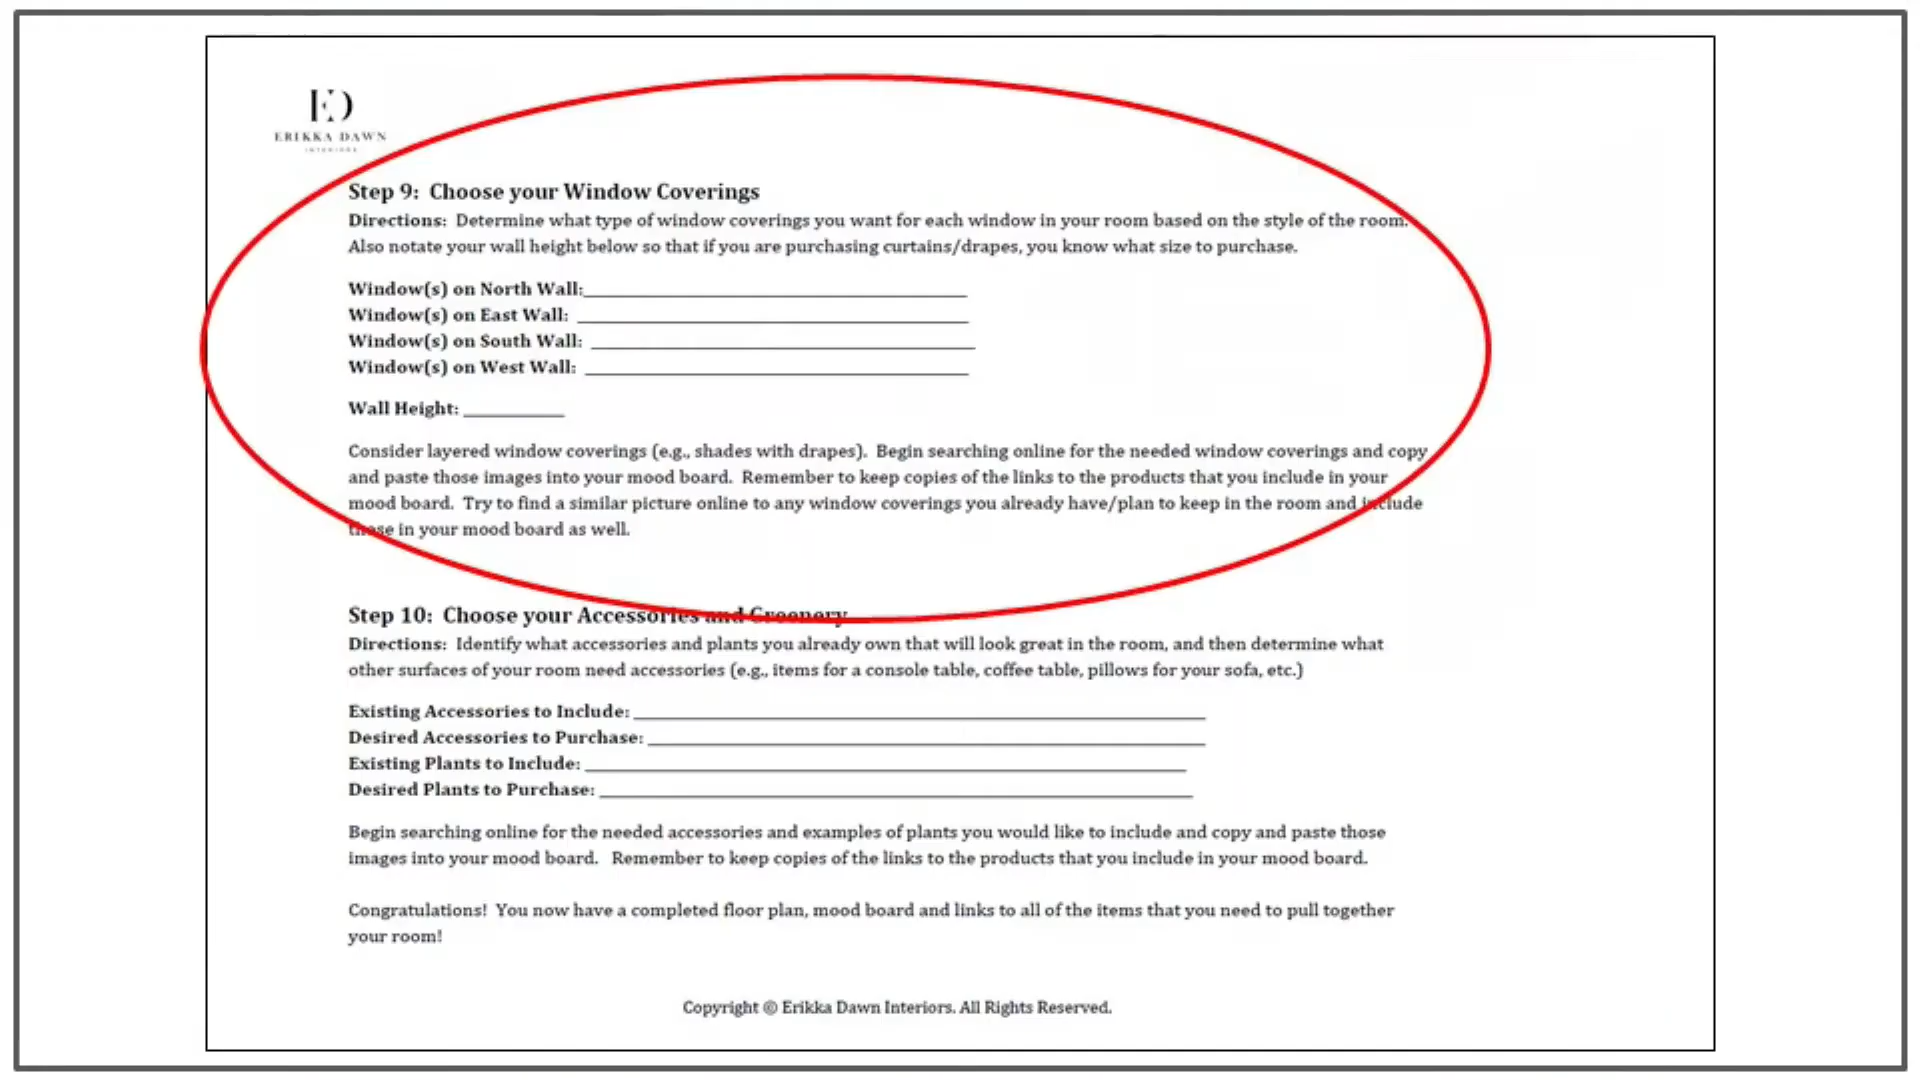 ED
ERIKKA DAWN
INTERIORS
Step 9: Choose your Window Coverings
Directions: Determine what type of window coverings you want for each window in your room based on the style of the room.
Also notate your wall height below so that if you are purchasing curtains/drapes, you know what size to purchase.
Window(s) on North Wall:
Window(s) on East Wall:
Window(s) on South Wall:
Window(s) on West Wall:
Wall Height:
Consider layered window coverings (e.g., shades with drapes). Begin searching online for the needed window coverings and copy
and paste those images into your mood board. Remember to keep copies of the links to the products that you include in your
mood board. Try to find a similar picture online to any window coverings you already have/plan to keep in the room and include
those in your mood board as well.
Step 10: Choose your Accessories and Greenery
Directions: Identify what accessories and plants you already own that will look great in the room, and then determine what
other surfaces of your room need accessories (e.g., items for a console table, coffee table, pillows for your sofa, etc.)
Existing Accessories to Include:
Desired Accessories to Purchase:
Existing Plants to Include:
Desired Plants to Purchase:
Begin searching online for the needed accessories and examples of plants you would like to include and copy and paste those
images into your mood board. Remember to keep copies of the links to the products that you include in your mood board.
Congratulations! You now have a completed floor plan, mood board and links to all of the items that you need to pull together
your room!
Copyright © Erikka Dawn Interiors. All Rights Reserved.